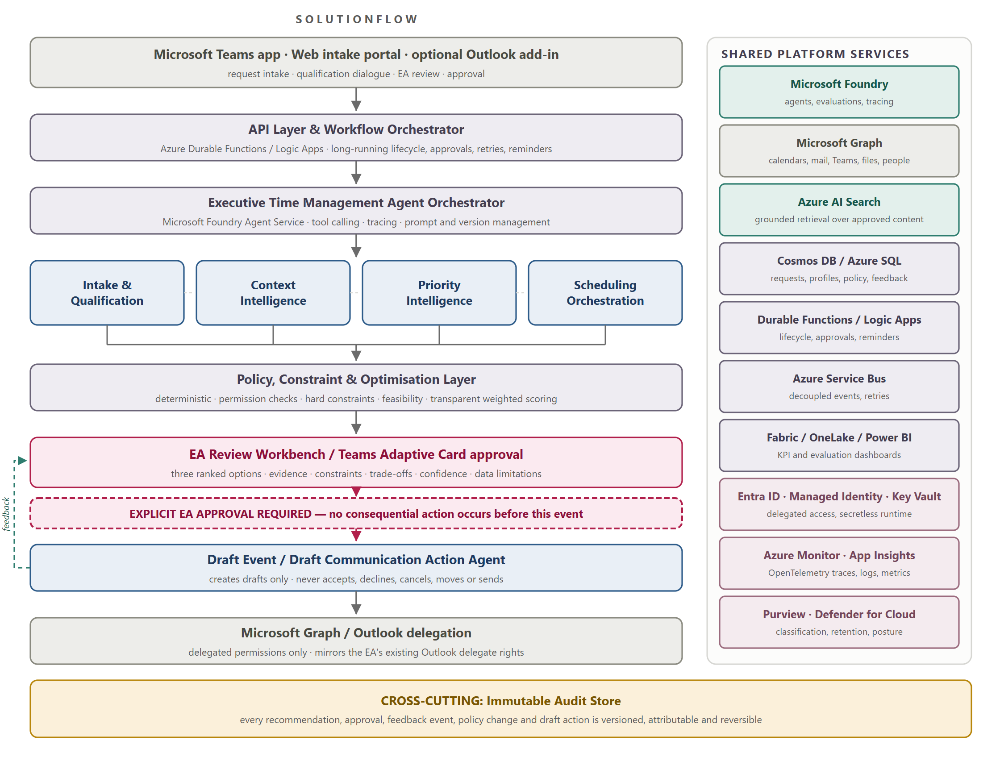 SOLUTIONFLOW
Microsoft Teams app · Web intake portal · optional Outlook add-in
request intake · qualification dialogue · EA review · approval
API Layer & Workflow Orchestrator
Azure Durable Functions / Logic Apps · long-running lifecycle, approvals, retries, reminders
Executive Time Management Agent Orchestrator
Microsoft Foundry Agent Service · tool calling · tracing · prompt and version management
Intake &
Qualification
Context
Intelligence
Priority
Intelligence
Scheduling
Orchestration
Policy, Constraint & Optimisation Layer
deterministic · permission checks · hard constraints · feasibility · transparent weighted scoring
EA Review Workbench / Teams Adaptive Card approval
three ranked options · evidence · constraints · trade-offs · confidence · data limitations
EXPLICIT EA APPROVAL REQUIRED — no consequential action occurs before this event
feedback
Draft Event / Draft Communication Action Agent
creates drafts only · never accepts, declines, cancels, moves or sends
Microsoft Graph / Outlook delegation
delegated permissions only · mirrors the EA’s existing Outlook delegate rights
SHARED PLATFORM SERVICES
Microsoft Foundry
agents, evaluations, tracing
Microsoft Graph
calendars, mail, Teams, files, people
Azure AI Search
grounded retrieval over approved content
Cosmos DB / Azure SQL
requests, profiles, policy, feedback
Durable Functions / Logic Apps
lifecycle, approvals, reminders
Azure Service Bus
decoupled events, retries
Fabric / OneLake / Power BI
KPI and evaluation dashboards
Entra ID · Managed Identity · Key Vault
delegated access, secretless runtime
Azure Monitor · App Insights
OpenTelemetry traces, logs, metrics
Purview · Defender for Cloud
classification, retention, posture
CROSS-CUTTING: Immutable Audit Store
every recommendation, approval, feedback event, policy change and draft action is versioned, attributable and reversible